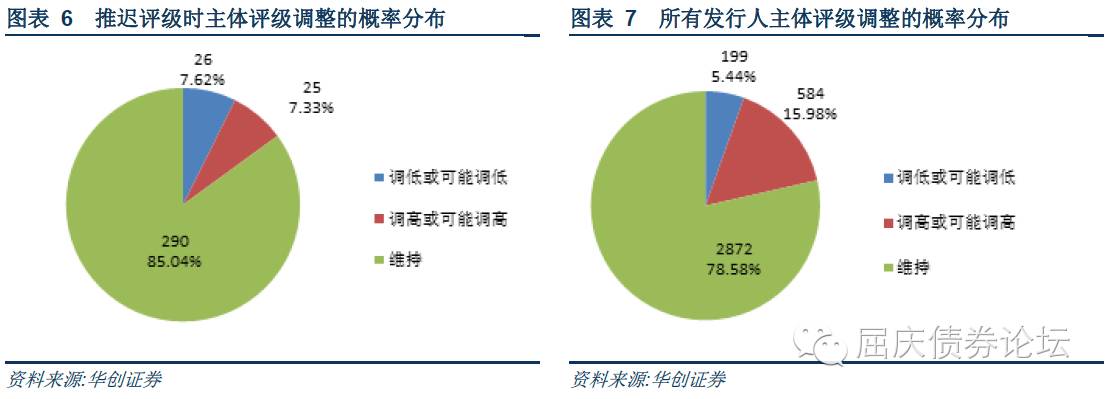 图表 6 推迟评级时主体评级调整的概率分布
26
7.62%
25
7.33%
290
85.04%
调低或可能调低
调高或可能调高
维持
资料来源:华创证券
图表 7 所有发行人主体评级调整的概率分布
199
5.44%
584
15.98%
2872
78.58%
调低或可能调低
调高或可能调高
维持
屈庆债券论坛
资料来源:华创证券